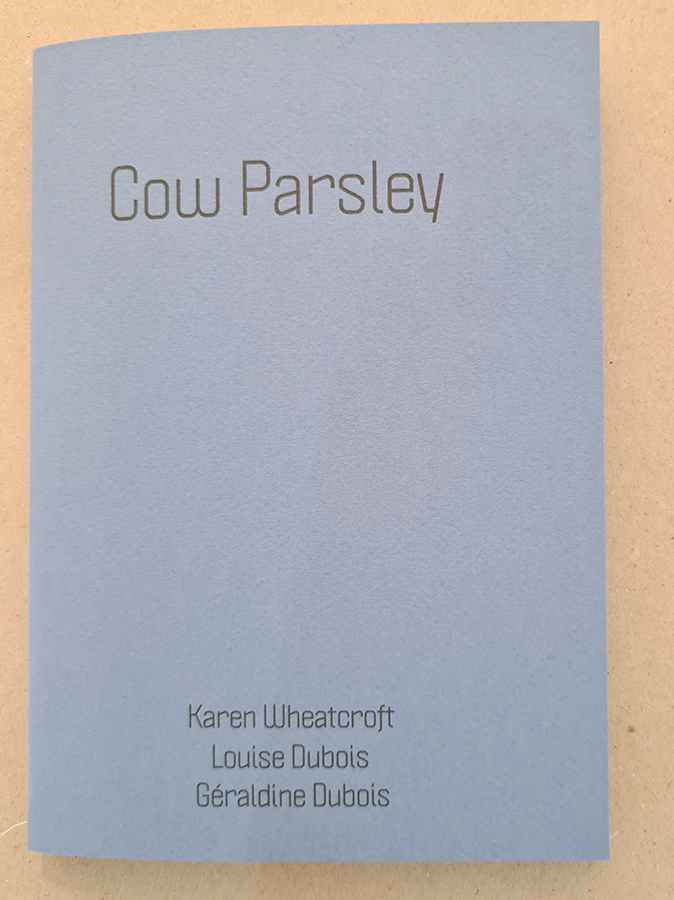 Cow Parsley
Karen Wheatcroft
Louise Dubois
Géraldine Dubois